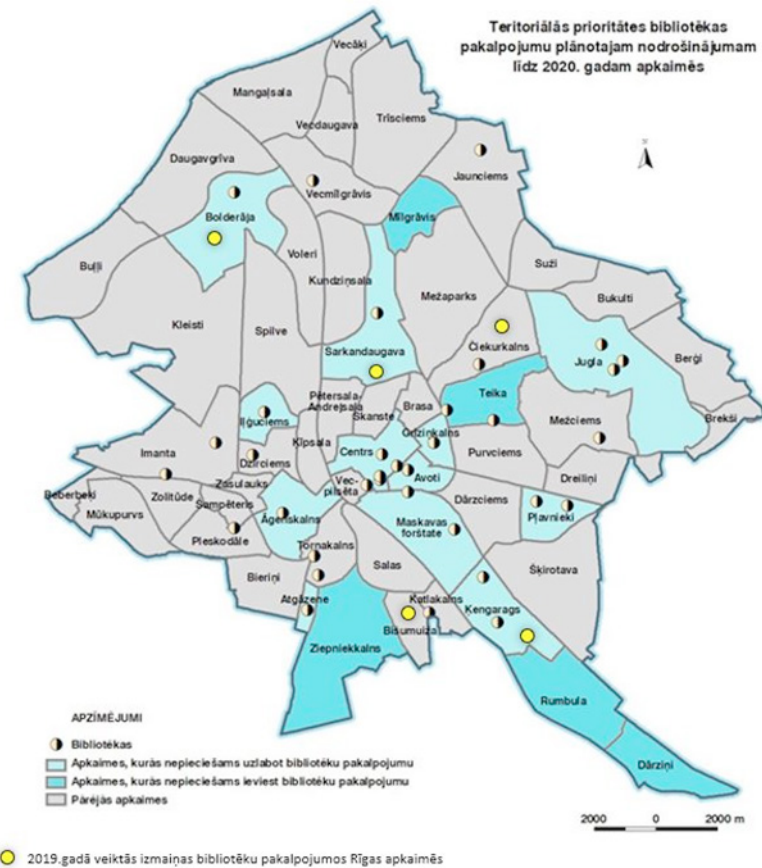 Teritoriālās prioritātes bibliotēkas
pakalpojumu plānotajam nodrošinājumam
līdz 2020. gadam apkaimēs
Vecāķi
Mangaļsala
Vecdaugava
Trīsciems
Daugavgrīva
Jaunciems
Vecmīlgrāvis
Bolderāja
Mīlgrāvis
Voleri
Buļļi
Suži
Kundziņsala
Mežaparks
Bukulti
Kleisti
Spilve
Čiekurkalns
Sarkandaugava
Jugla
Berģi
Pētersala-
Andrejsala
Skanste
Brasa
Teika
Brekši
Iļģuciems
Ķīpsala
Grīziņkalns
Mežciems
Imanta
Dzirciems
Centrs
Purvciems
Beberbeķi
Zolitūde
Zasulauks
Vec-
pilsēta
Avoti
Dreiliņi
Mūkupurvs
Šampēteris
Dārzciems
Pļavnieki
Pleskodāle
Āgenskalns
Maskavas
forštate
Torņakalns
Bieriņi
Salas
Šķirotava
Atgāzene
Katlakalns
Ķengarags
Bišumuiža
Ziepniekkalns
Rumbula
Dārziņi
APZĪMĒJUMI
Bibliotēkas
Apkaimes, kurās nepieciešams uzlabot bibliotēku pakalpojumu
Apkaimes, kurās nepieciešams ieviest bibliotēku pakalpojumu
Pārējās apkaimes
2000 0 2000 m
2019.gadā veiktās izmaiņas bibliotēku pakalpojumos Rīgas apkaimēs